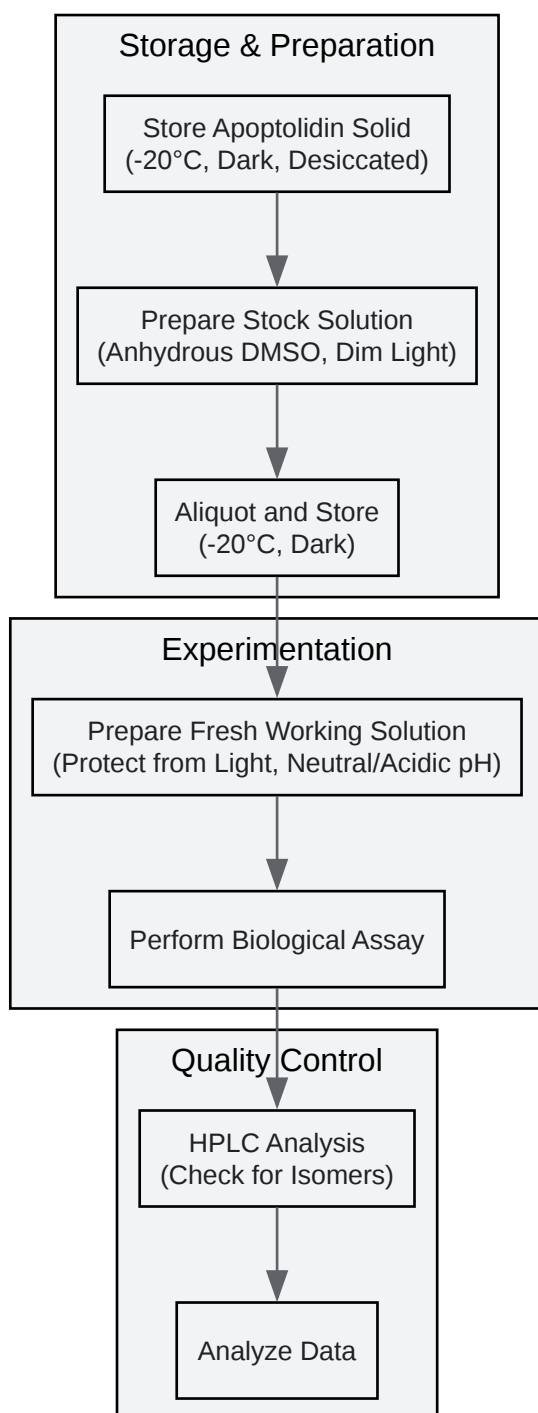 Storage & Preparation
Store Apoptolidin Solid
(-20°C, Dark, Desiccated)
Prepare Stock Solution
(Anhydrous DMSO, Dim Light)
Aliquot and Store
(-20°C, Dark)
Experimentation
Prepare Fresh Working Solution
(Protect from Light, Neutral/Acidic pH)
Perform Biological Assay
Quality Control
HPLC Analysis
(Check for Isomers)
Analyze Data